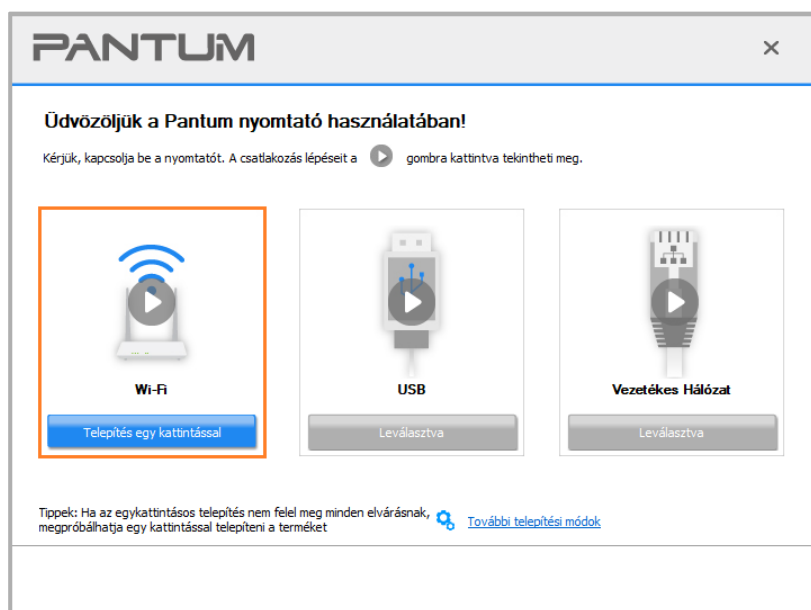 PANTUM
Üdvözöljük a Pantum nyomtató használatában!
Kérjük, kapcsolja be a nyomtatót. A csatlakozás lépéseit a gombra kattintva tekintheti meg.
Wi-Fi
USB
Vezetékes Hálózat
Telepítés egy kattintással
Leválasztva
Leválasztva
Tippek: Ha az egykattintásos telepítés nem felel meg minden elvárásnak,
megpróbálhatja egy kattintással telepíteni a terméket
További telepítési módok